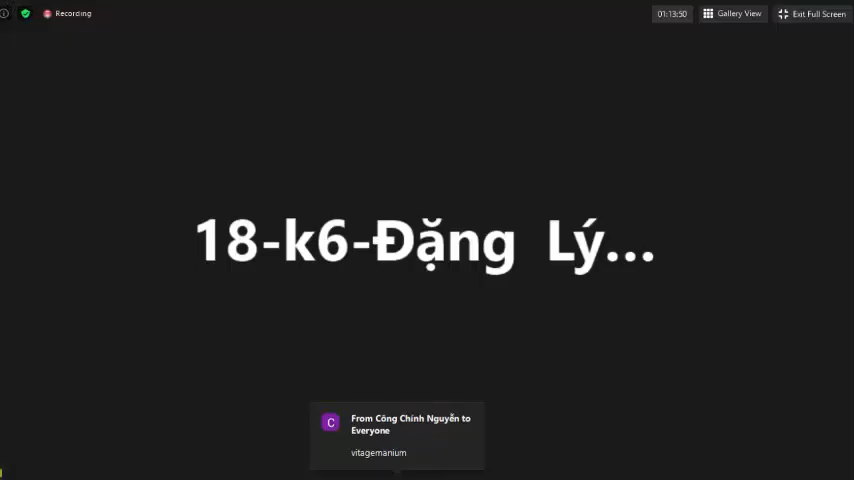 Recording
01:13:50
Gallery View
Exit Full Screen
18-k6-Đặng Lý...
C
From Công Chính Nguyễn to
Everyone
vitagemanium